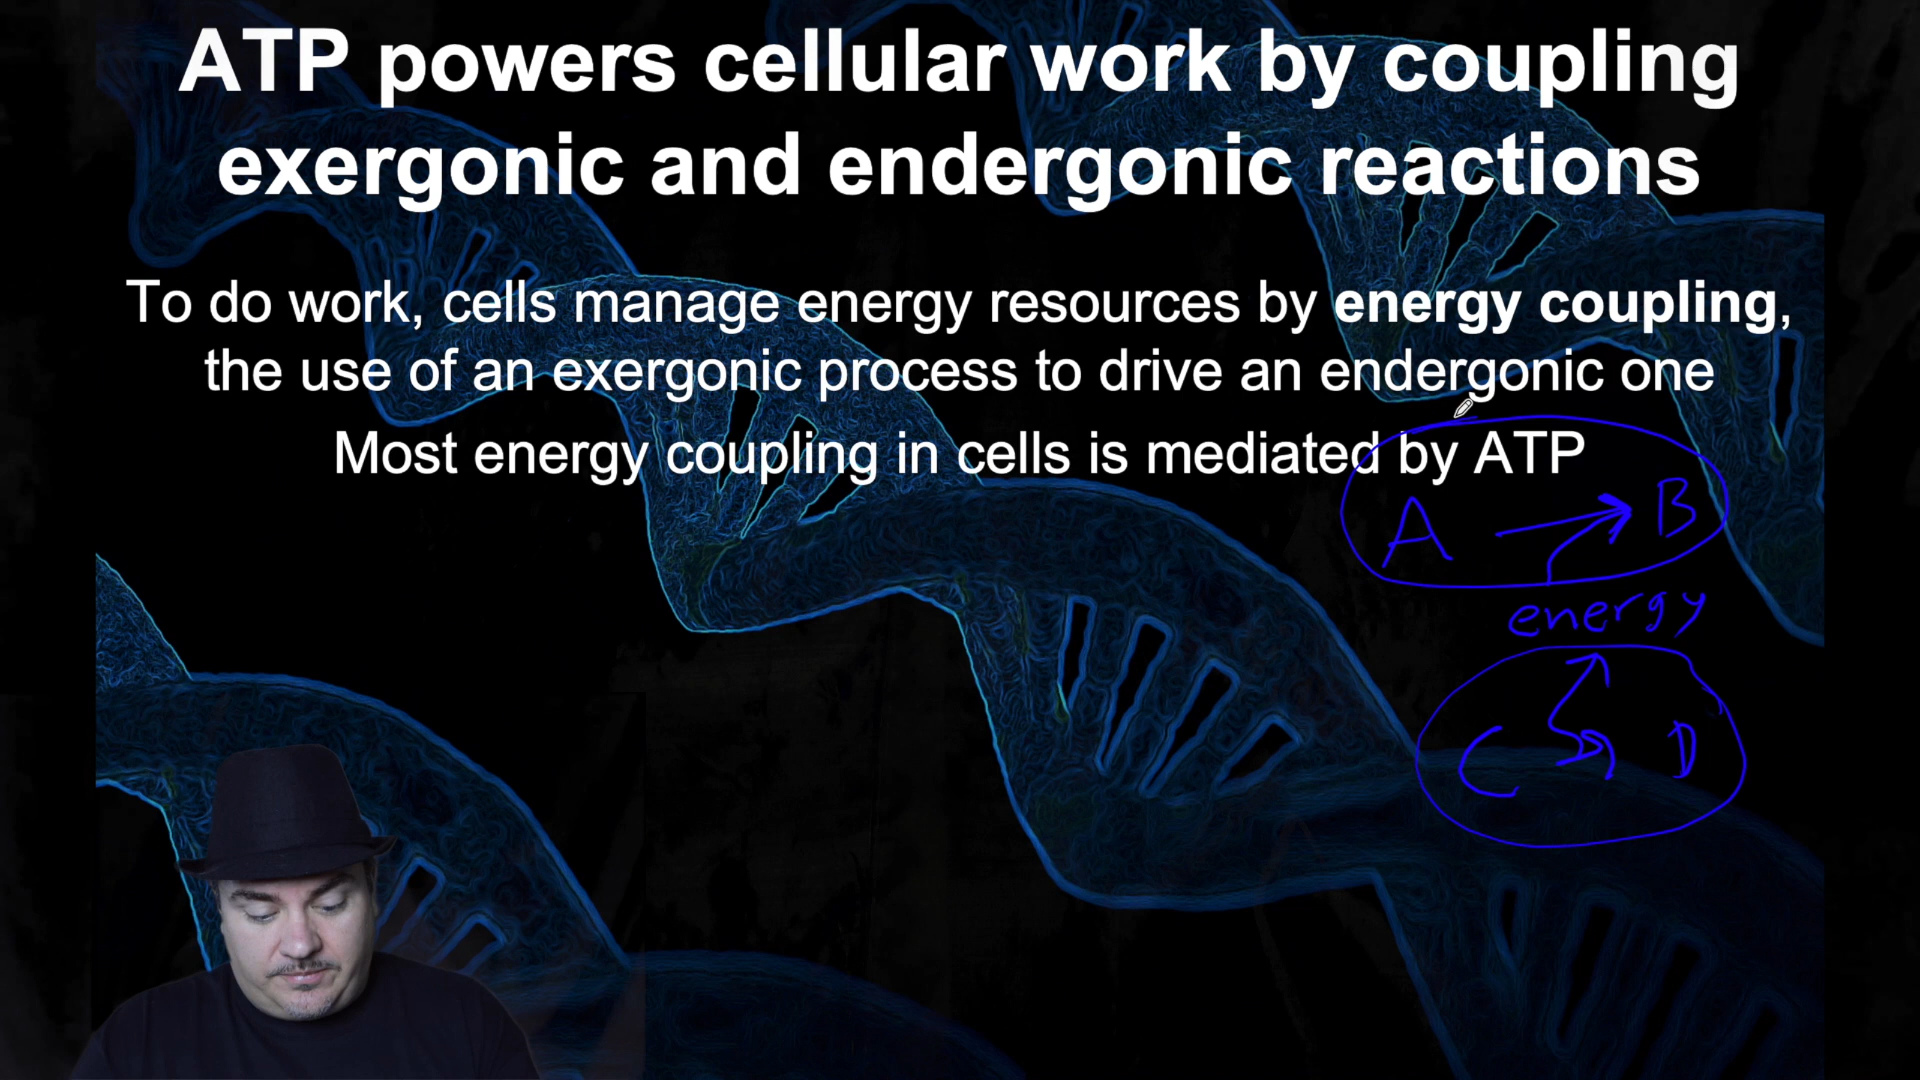 ATP powers cellular work by coupling
exergonic and endergonic reactions
To do work, cells manage energy resources by energy coupling,
the use of an exergonic process to drive an endergonic one
Most energy coupling in cells is mediated by ATP
A B
energy
C D